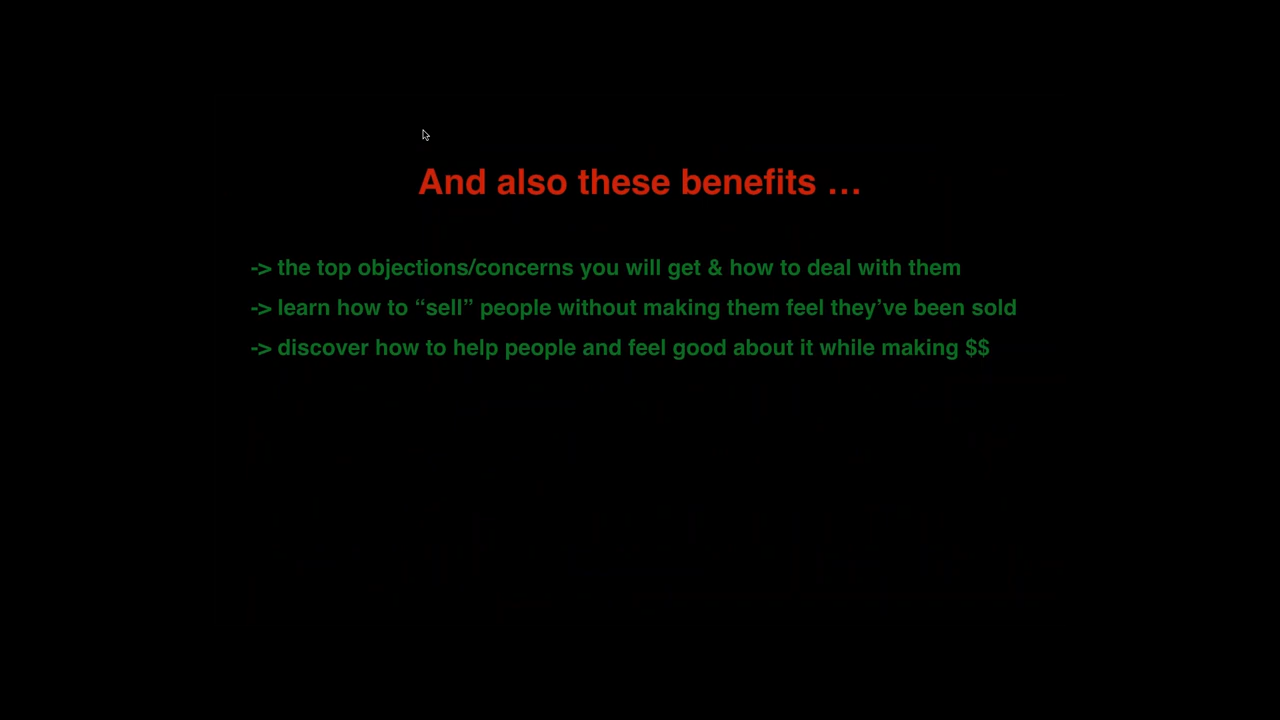 And also these benefits …
-> the top objections/concerns you will get & how to deal with them
-> learn how to “sell” people without making them feel they’ve been sold
-> discover how to help people and feel good about it while making $$